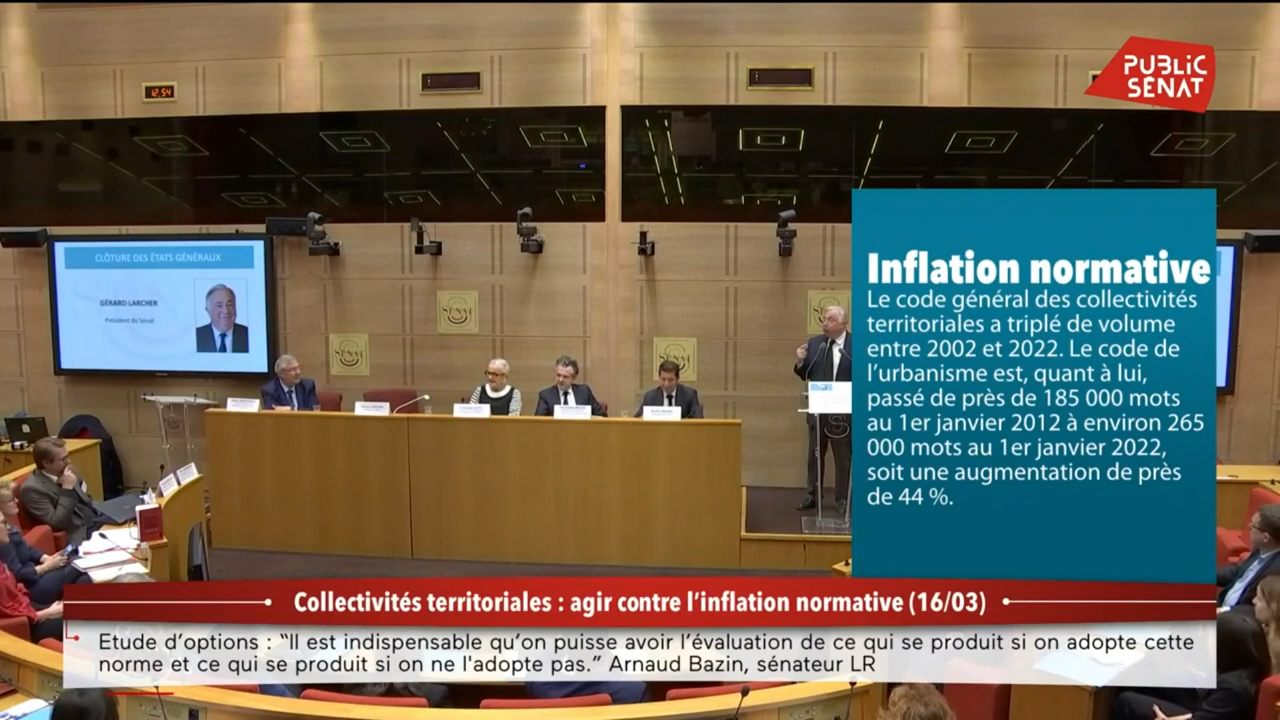 PUBLIC
SÉNAT
12:54
CLÔTURE DES ÉTATS GÉNÉRAUX
GÉRARD LARCHER
Président du Sénat
SÉNAT
SÉNAT
SÉNAT
Inflation normative
Le code général des collectivités
territoriales a triplé de volume
entre 2002 et 2022. Le code de
l’urbanisme est, quant à lui,
passé de près de 185 000 mots
au 1er janvier 2012 à environ 265
000 mots au 1er janvier 2022,
soit une augmentation de près
de 44 %.
Collectivités territoriales : agir contre l’inflation normative (16/03)
Etude d’options : “Il est indispensable qu’on puisse avoir l’évaluation de ce qui se produit si on adopte cette
norme et ce qui se produit si on ne l'adopte pas.” Arnaud Bazin, sénateur LR